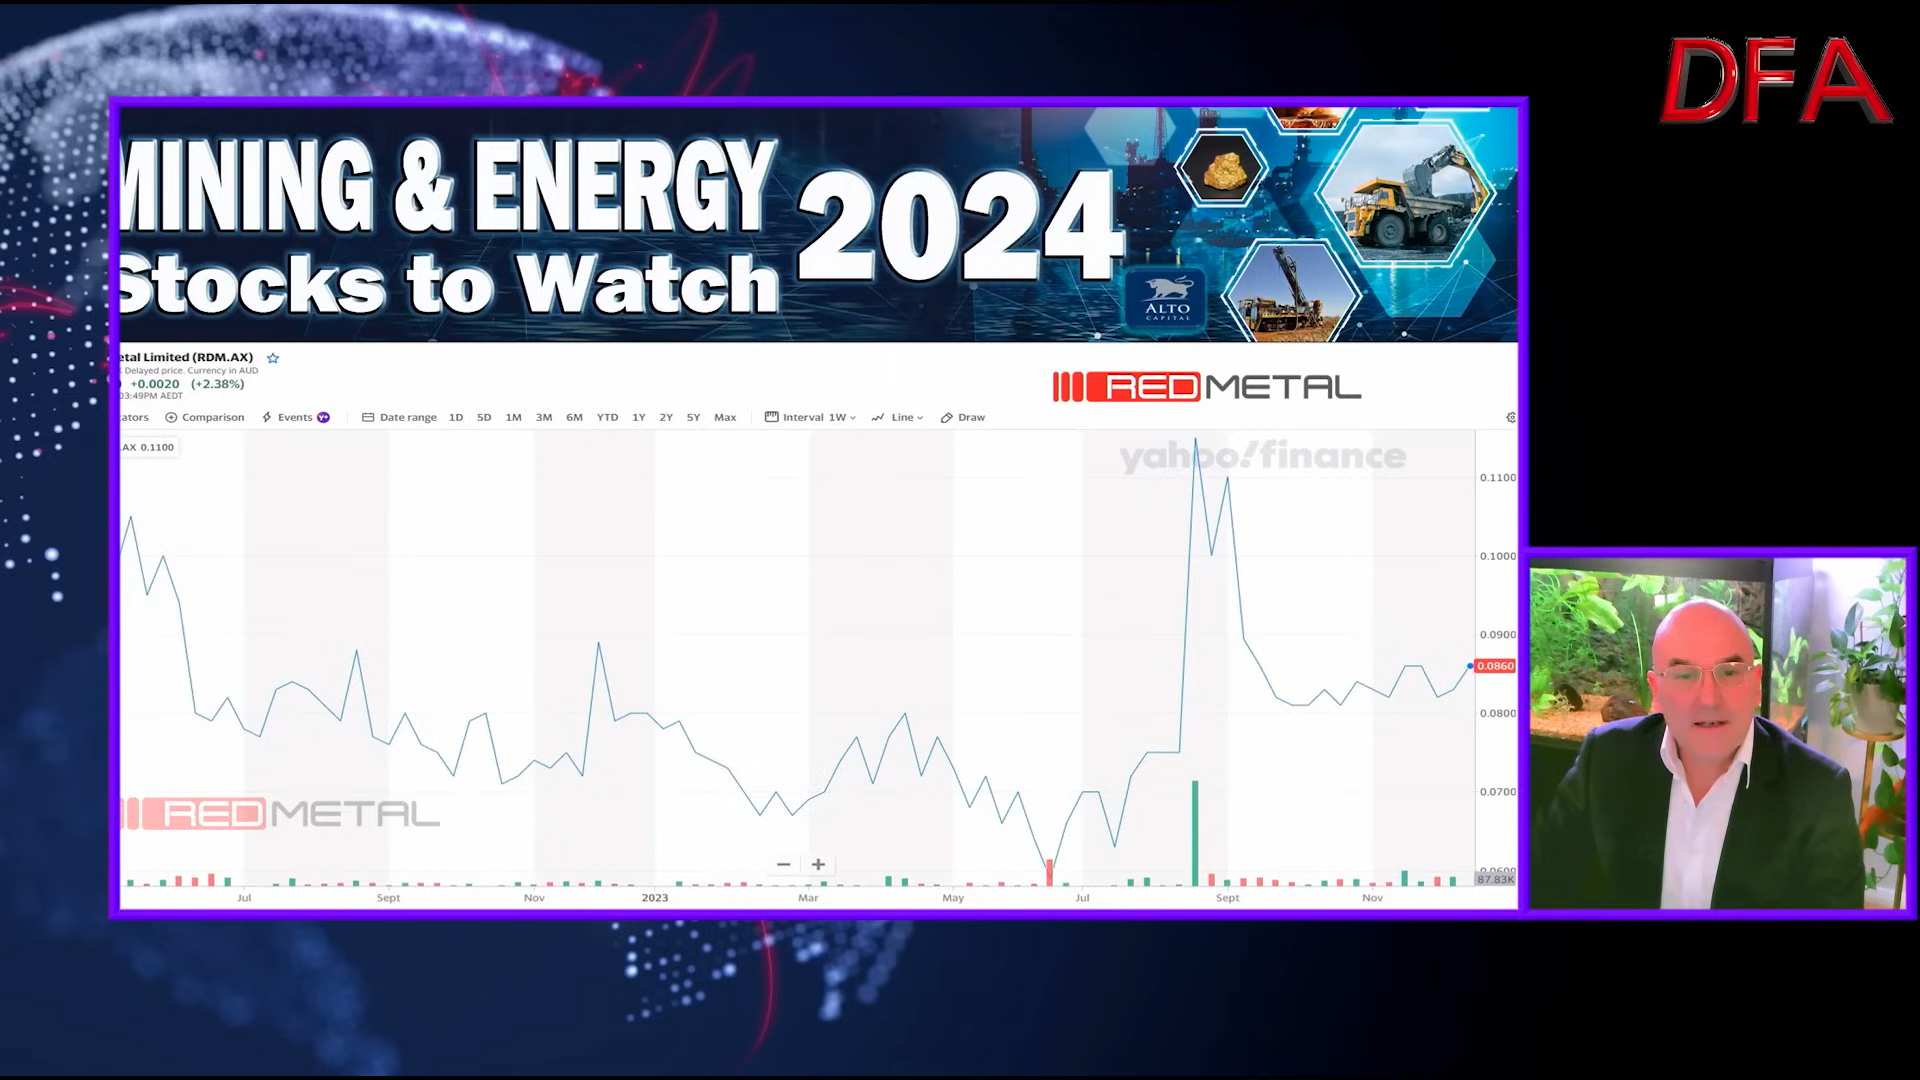 DFA
MINING & ENERGY
Stocks to Watch
2024
ALTO
CAPITAL
etal Limited (RDM.AX)
Delayed price. Currency in AUD
+0.0020 (+2.38%)
03:49PM AEDT
REDMETAL
ators Comparison Events Y+ Date range 1D 5D 1M 3M 6M YTD 1Y 2Y 5Y Max Interval 1W Line Draw
.AX 0.1100
yahoo!finance
0.1100
0.1000
0.0900
0.0860
0.0800
0.0700
0.0600
87.83K
REDMETAL
− +
Jul Sept Nov 2023 Mar May Jul Sept Nov